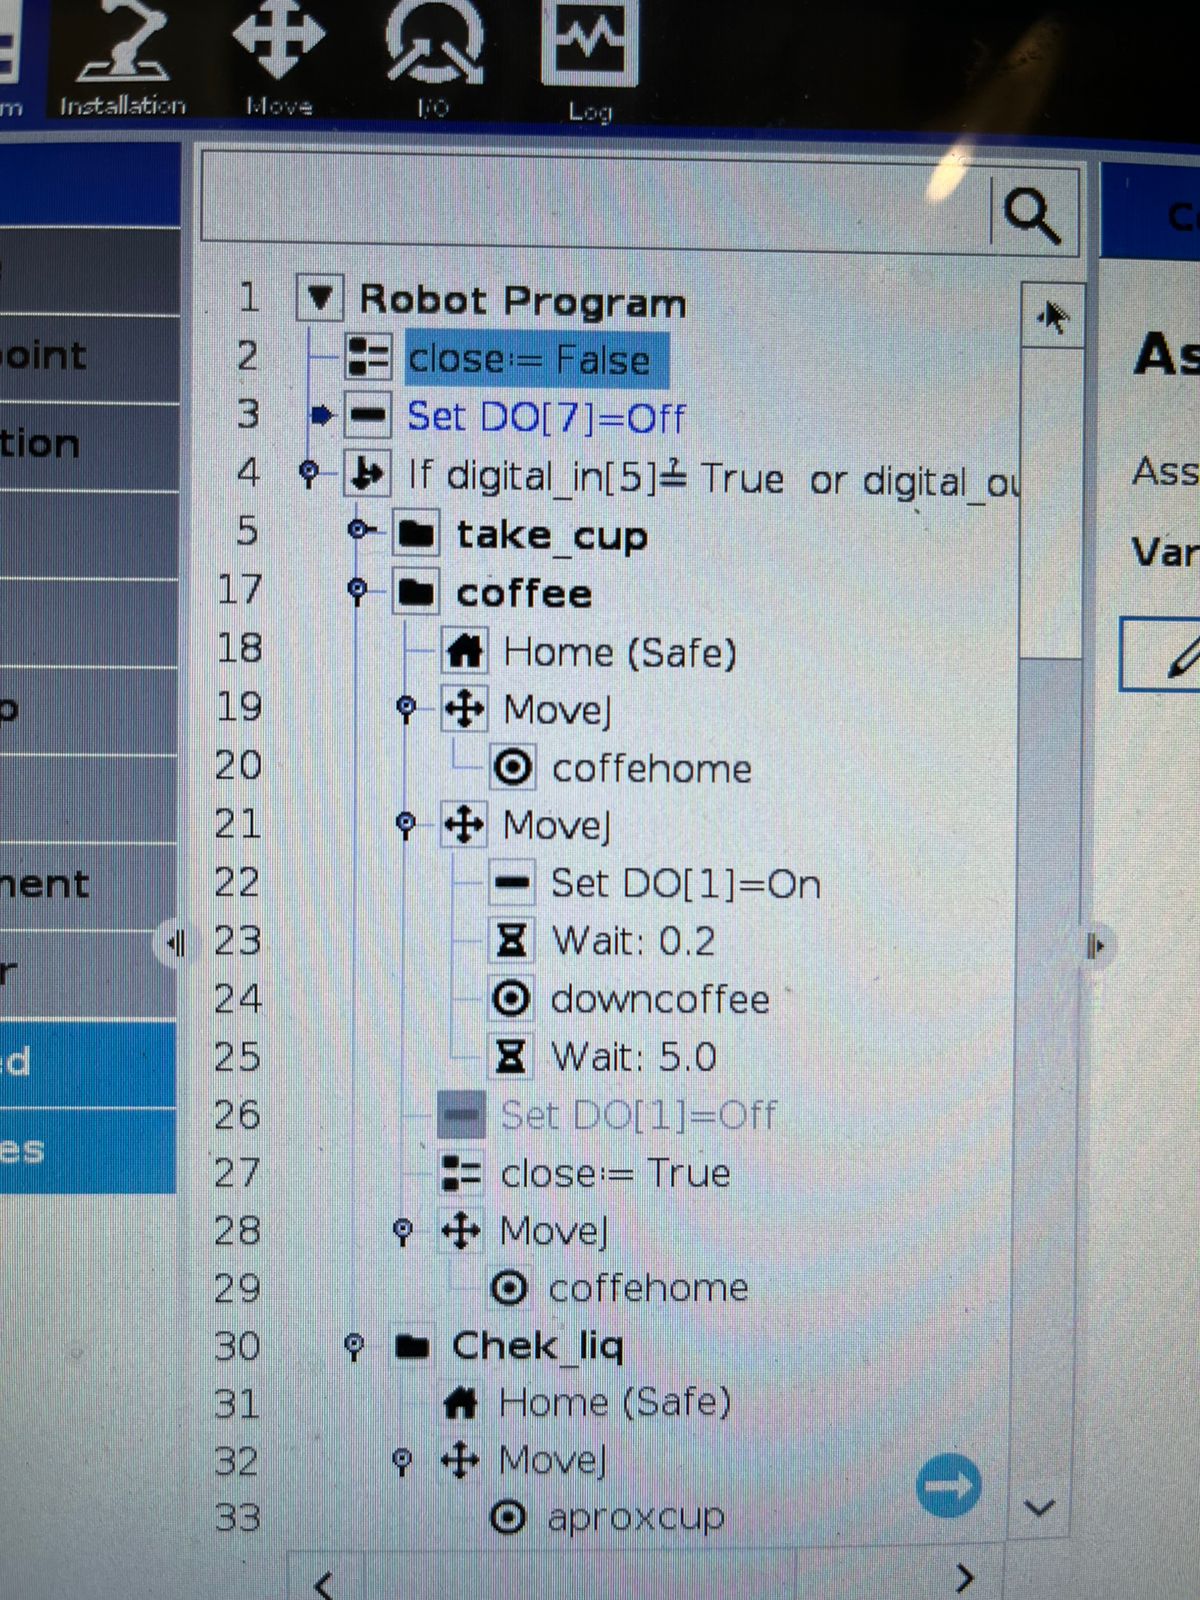 m Installation Move I/O Log
1 Robot Program
2 close:= False
3 Set DO[7]=Off
4 If digital_in[5]≟ True or digital_ou
5 take_cup
17 coffee
18 Home (Safe)
19 MoveJ
20 coffehome
21 MoveJ
22 Set DO[1]=On
23 Wait: 0.2
24 downcoffee
25 Wait: 5.0
26 Set DO[1]=Off
27 close:= True
28 MoveJ
29 coffehome
30 Chek_liq
31 Home (Safe)
32 MoveJ
33 aproxcup
oint
tion
p
nent
r
ed
es
As
Ass
Var